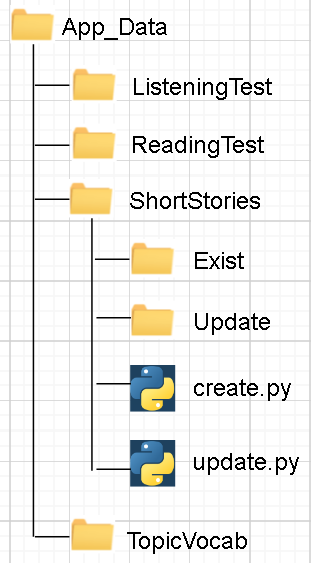 App_Data
ListeningTest
ReadingTest
ShortStories
Exist
Update
create.py
update.py
TopicVocab